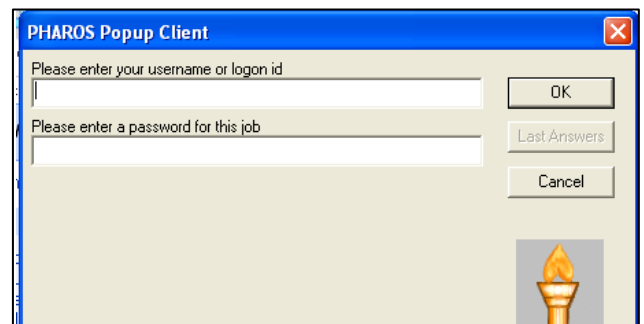 PHAROS Popup Client
Please enter your username or logon id
OK
Please enter a password for this job
Last Answers
Cancel